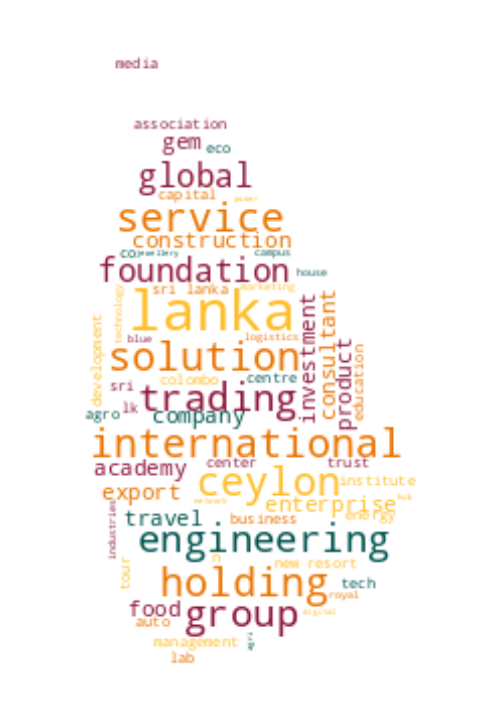 media
association
gem eco
global
capital power
service
construction
co jewellery campus
foundation house
sri lanka marketing
technology
lanka
investment
consultant
development
blue logistics
solution
product
education
colombo centre
sri trading
lk
agro company
international
academy center trust
ceylon institute
export enterprise hub
network
industries
travel business energy
engineering
n new resort
tour
holding tech
royal
food group digital
auto
management agri
lab